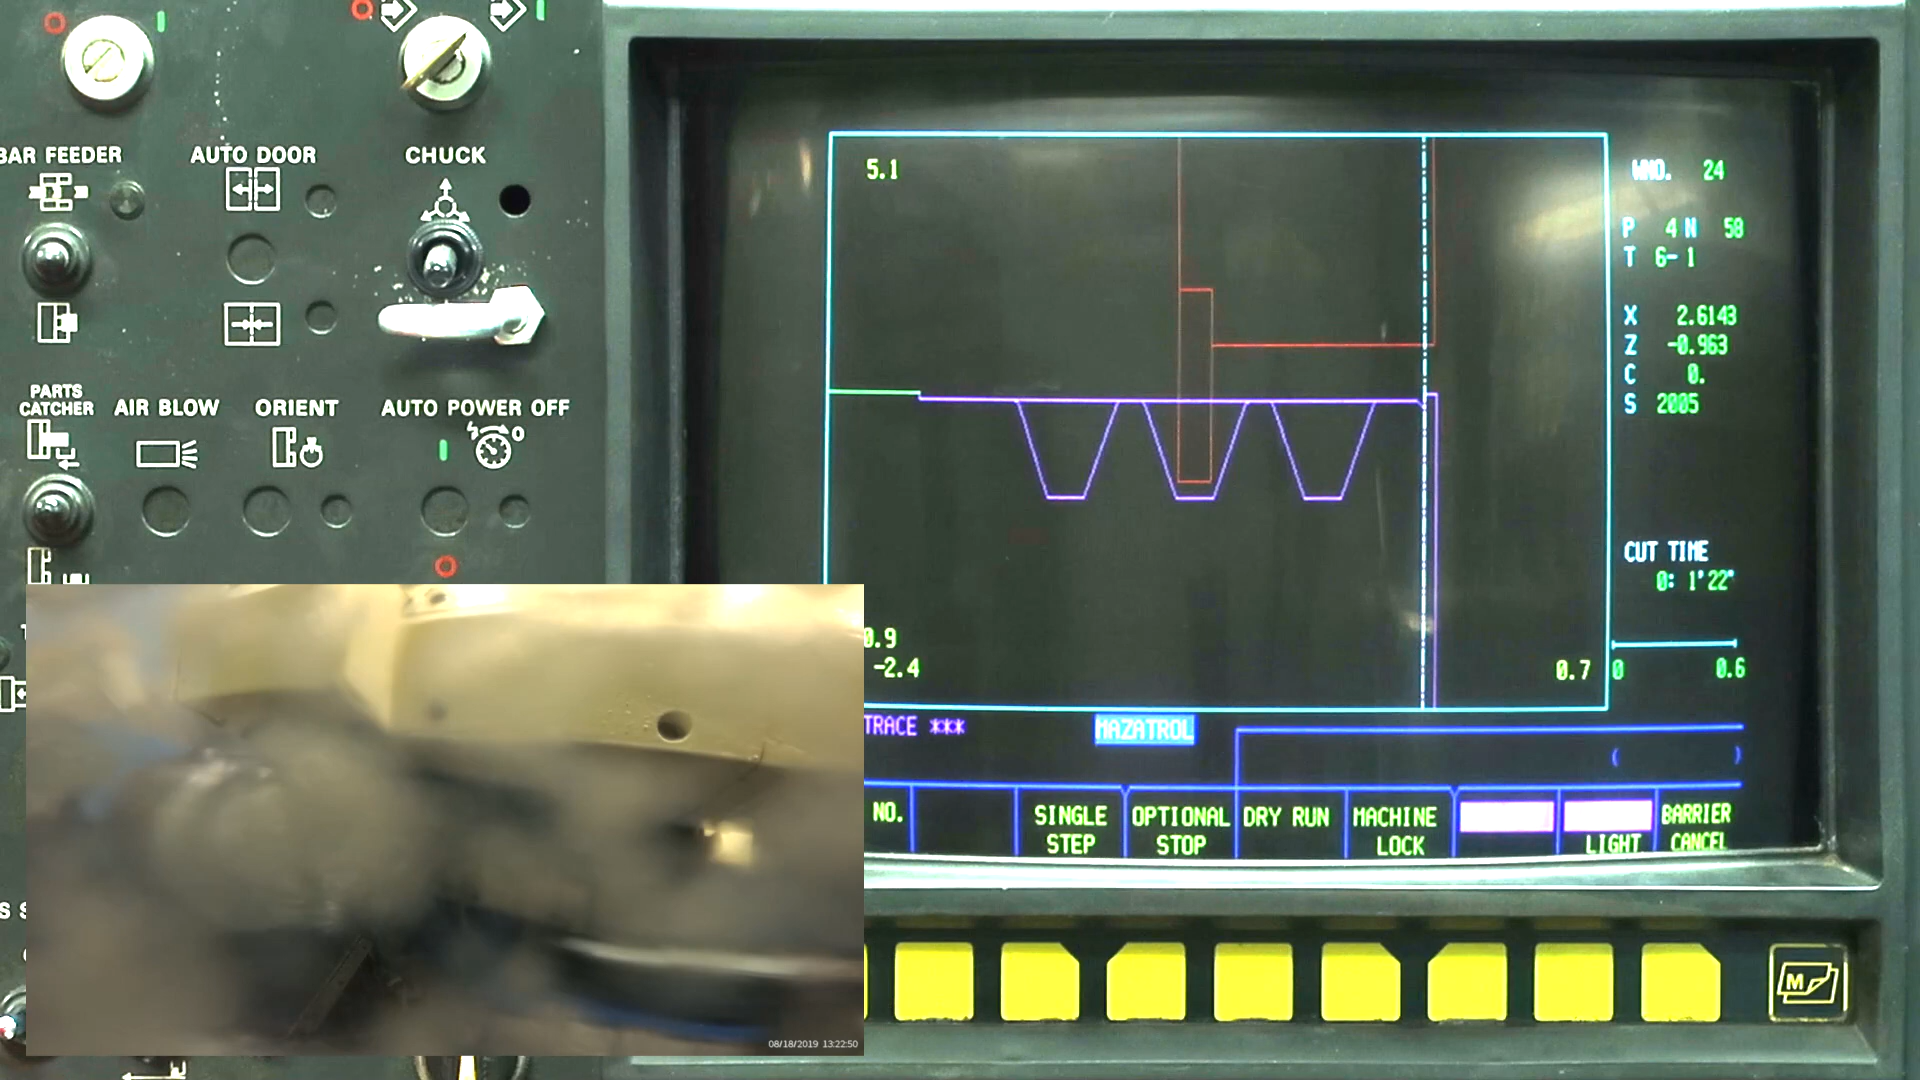 BAR FEEDER
AUTO DOOR
CHUCK
PARTS
CATCHER
AIR BLOW
ORIENT
AUTO POWER OFF
5.1
WNO. 24
P 4 N 58
T 6- 1
X 2.6143
Z -0.963
C 0.
S 2005
CUT TIME
0: 1'22"
0.9
-2.4
0.7
0 0.6
TRACE ***
MAZATROL
( )
NO.
SINGLE
STEP
OPTIONAL
STOP
DRY RUN
MACHINE
LOCK
LIGHT
BARRIER
CANCEL
M
08/18/2019 13:22:50